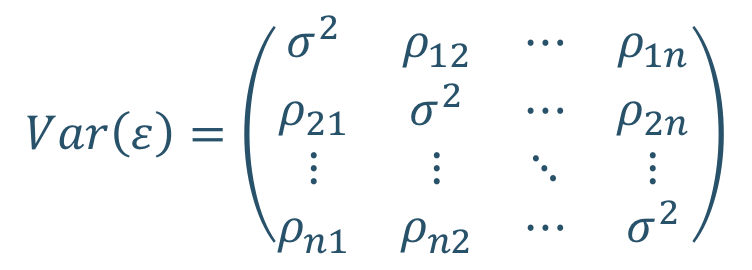 σ² ρ₁₂ ⋯ ρ₁ₙ
Var(ε) = ρ₂₁ σ² ⋯ ρ₂ₙ
⋮ ⋮ ⋱ ⋮
ρₙ₁ ρₙ₂ ⋯ σ²